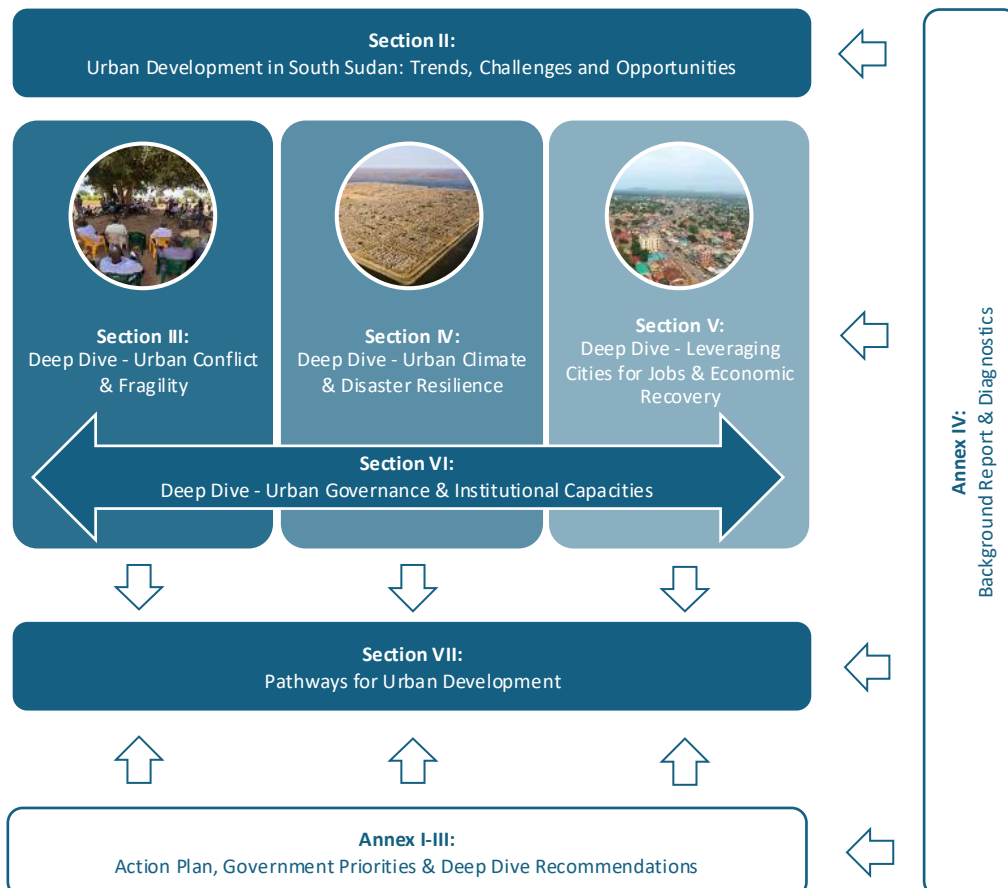 Section II:
Urban Development in South Sudan: Trends, Challenges and Opportunities
Section III:
Deep Dive - Urban Conflict
& Fragility
Section IV:
Deep Dive - Urban Climate
& Disaster Resilience
Section V:
Deep Dive - Leveraging
Cities for Jobs & Economic
Recovery
Section VI:
Deep Dive - Urban Governance & Institutional Capacities
Section VII:
Pathways for Urban Development
Annex I-III:
Action Plan, Government Priorities & Deep Dive Recommendations
Annex IV:
Background Report & Diagnostics